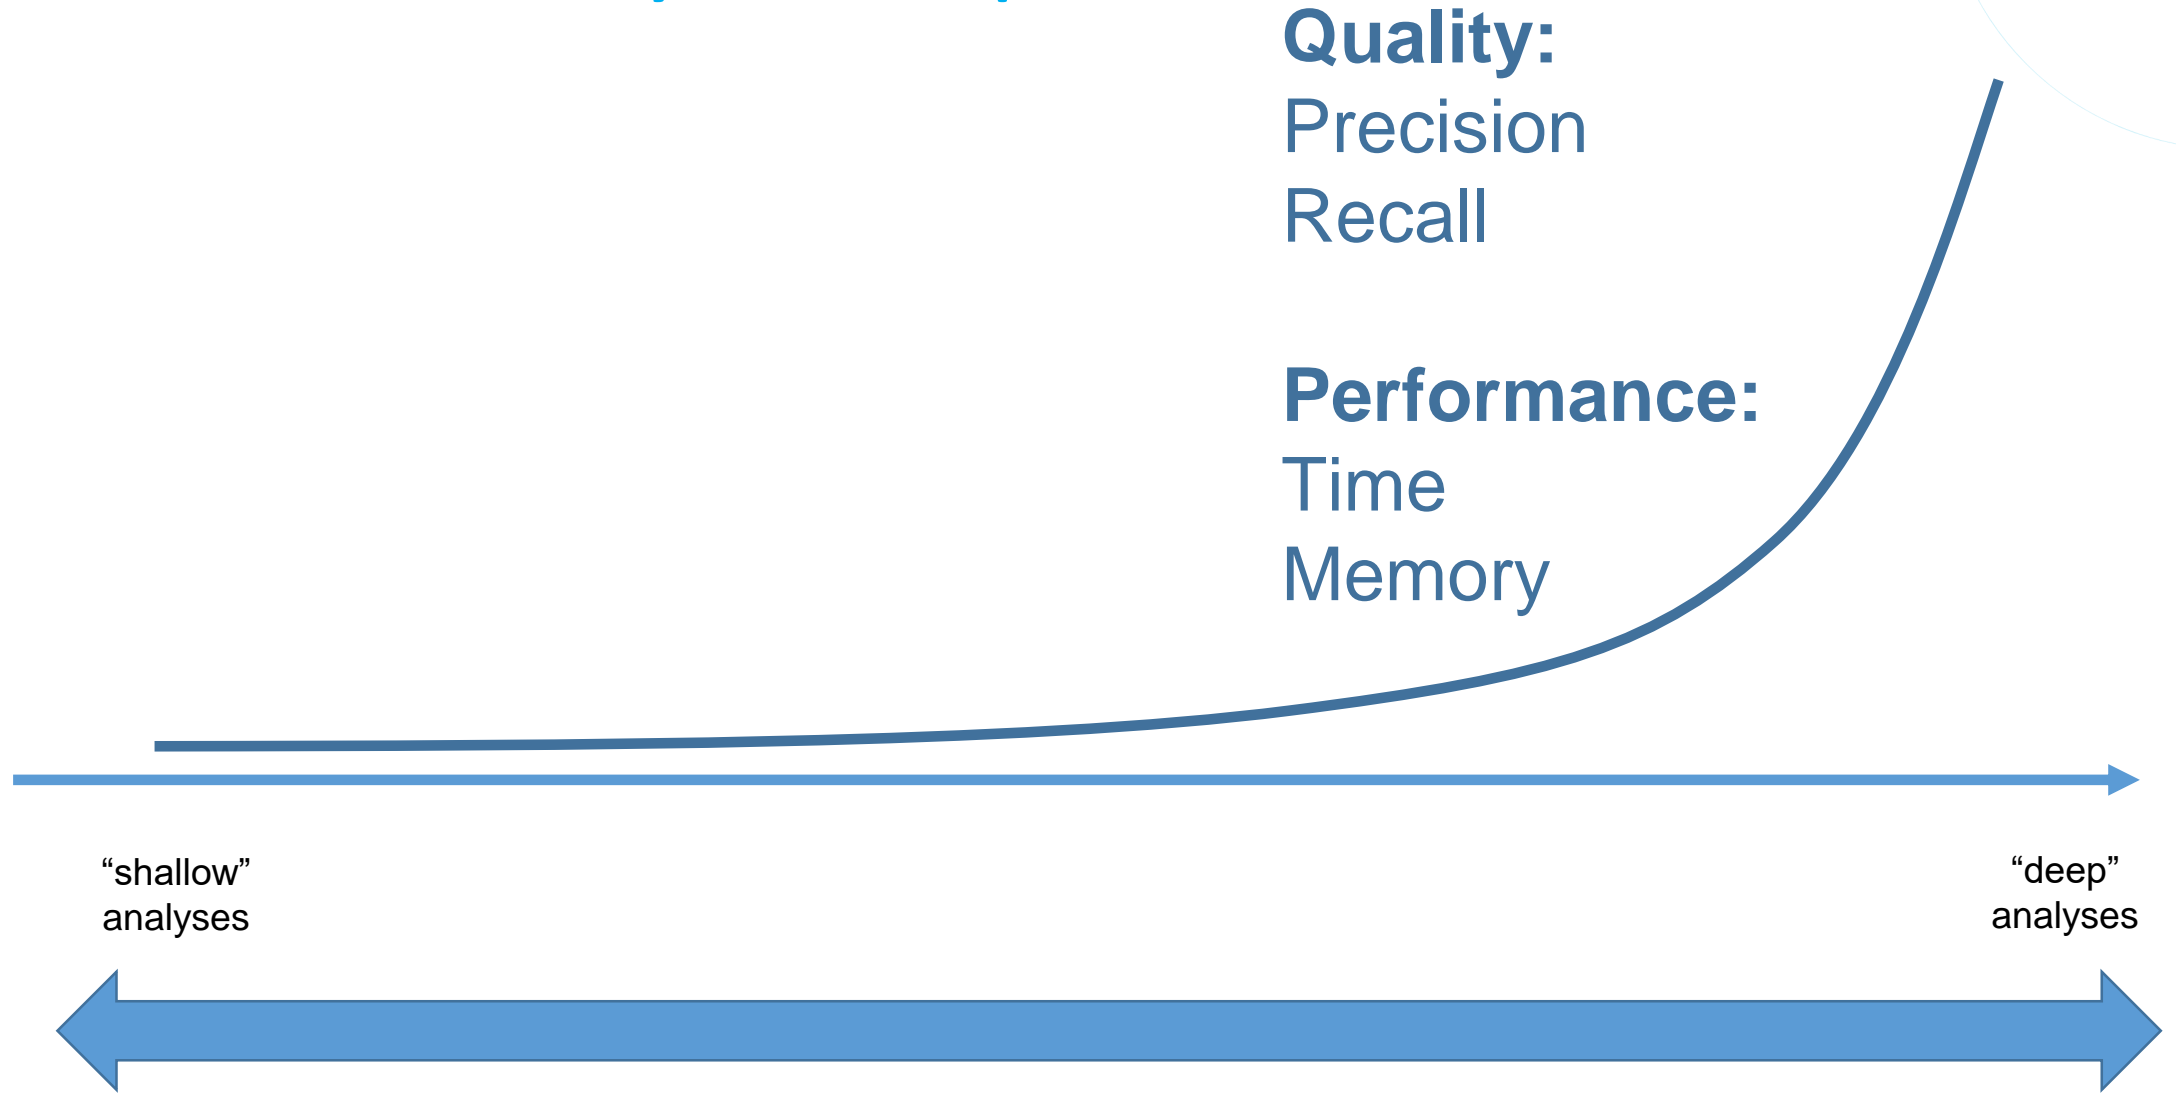 Quality:
Precision
Recall
Performance:
Time
Memory
“shallow”
analyses
“deep”
analyses